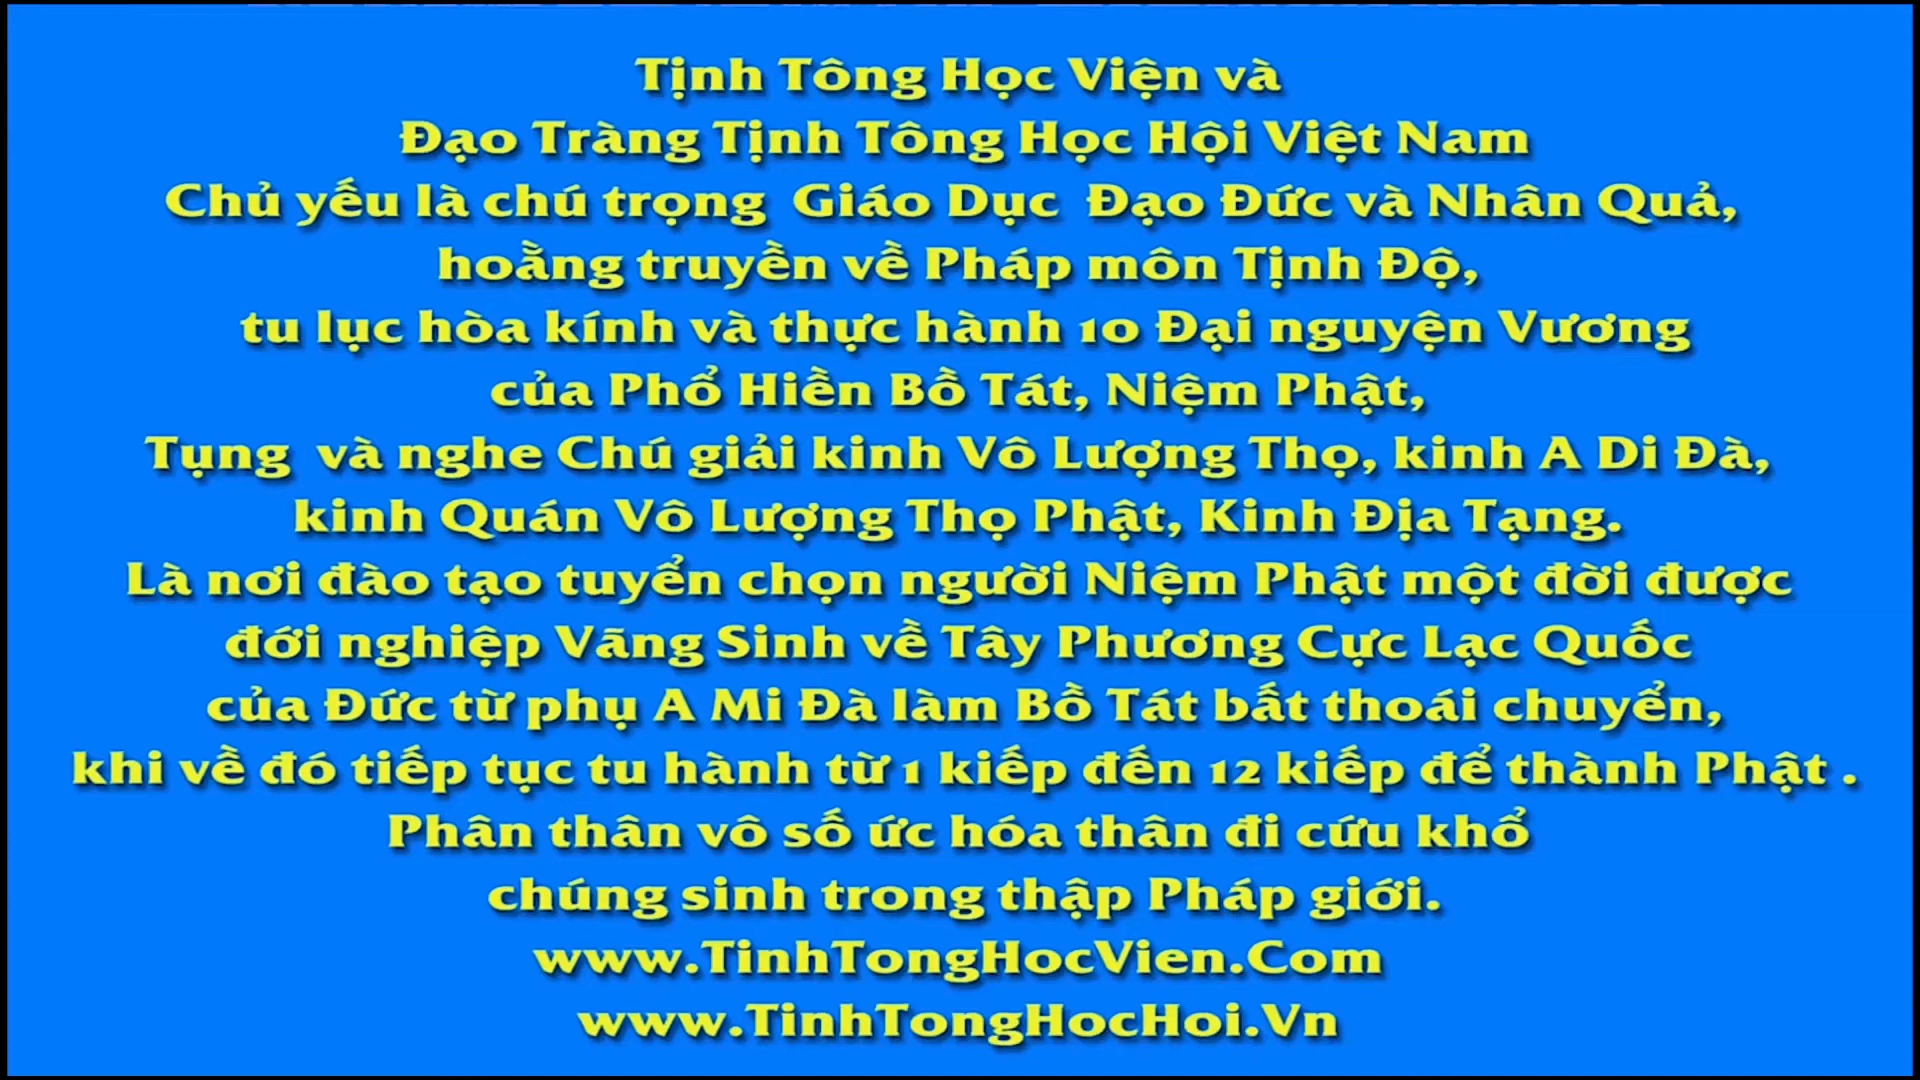 Tịnh Tông Học Viện và
Đạo Tràng Tịnh Tông Học Hội Việt Nam
Chủ yếu là chú trọng Giáo Dục Đạo Đức và Nhân Quả,
hoằng truyền về Pháp môn Tịnh Độ,
tu lục hòa kính và thực hành 10 Đại nguyện Vương
của Phổ Hiền Bồ Tát, Niệm Phật,
Tụng và nghe Chú giải kinh Vô Lượng Thọ, kinh A Di Đà,
kinh Quán Vô Lượng Thọ Phật, Kinh Địa Tạng.
Là nơi đào tạo tuyển chọn người Niệm Phật một đời được
đới nghiệp Vãng Sinh về Tây Phương Cực Lạc Quốc
của Đức từ phụ A Mi Đà làm Bồ Tát bất thoái chuyển,
khi về đó tiếp tục tu hành từ 1 kiếp đến 12 kiếp để thành Phật .
Phân thân vô số ức hóa thân đi cứu khổ
chúng sinh trong thập Pháp giới.
www.TinhTongHocVien.Com
www.TinhTongHocHoi.Vn